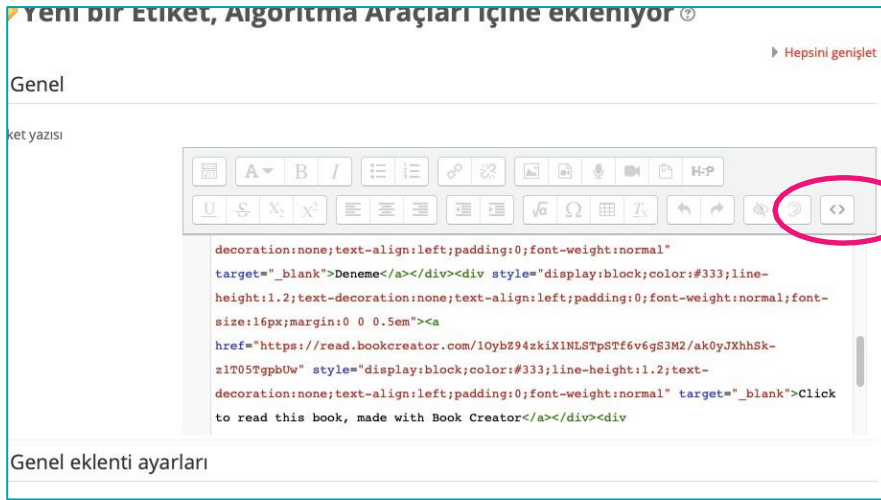 Yeni bir Etiket, Algoritma Araçları içine ekleniyor
Hepsini genişlet
Genel
ket yazısı
A B I H-P
U S X2 X2 √α Ω Tx <>
decoration:none;text-align:left;padding:0;font-weight:normal"
target="_blank">Deneme</a></div><div style="display:block;color:#333;line-
height:1.2;text-decoration:none;text-align:left;padding:0;font-weight:normal;font-
size:16px;margin:0 0 0.5em"><a
href="https://read.bookcreator.com/1OybZ94zkiX1NLSTpSTf6v6gS3M2/ak0yJXhhSk-
z1T05TgpbUw" style="display:block;color:#333;line-height:1.2;text-
decoration:none;text-align:left;padding:0;font-weight:normal" target="_blank">Click
to read this book, made with Book Creator</a></div><div
Genel eklenti ayarları